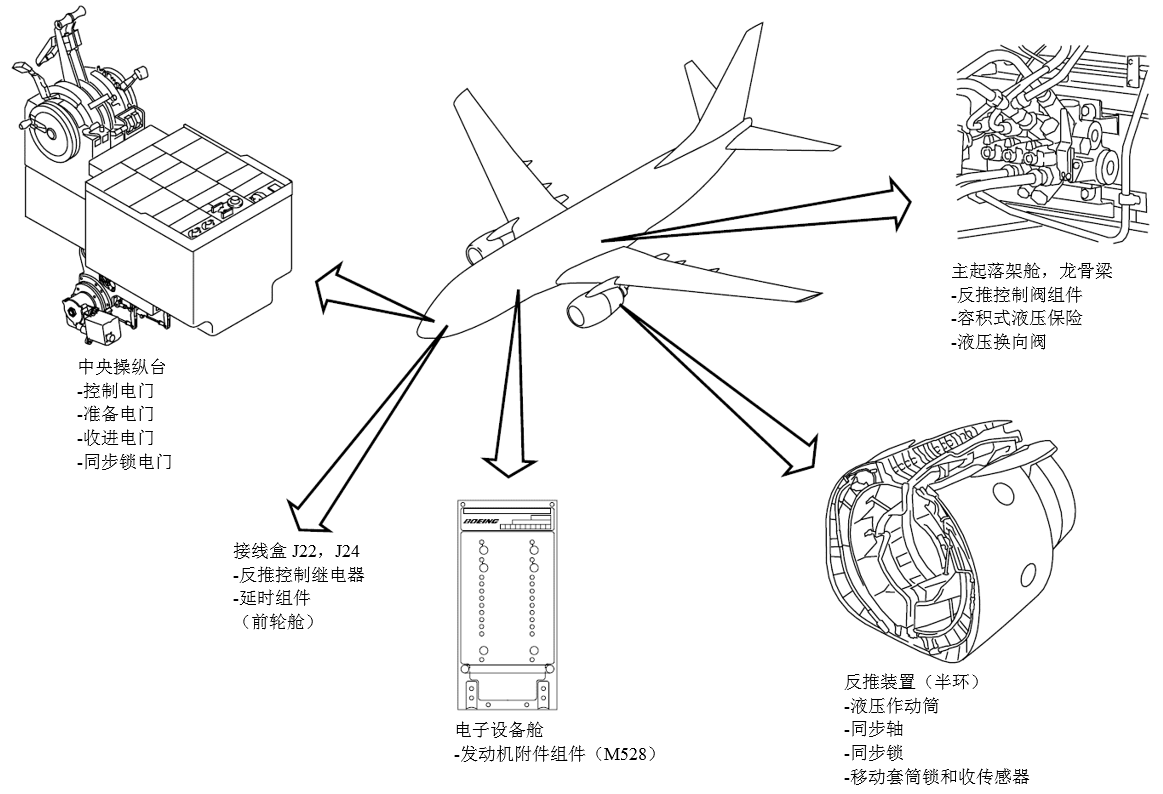 主起落架舱，龙骨梁
-反推控制阀组件
-容积式液压保险
-液压换向阀
中央操纵台
-控制电门
-准备电门
-收进电门
-同步锁电门
接线盒 J22，J24
-反推控制继电器
-延时组件
（前轮舱）
BOEING
电子设备舱
-发动机附件组件（M528）
反推装置（半环）
-液压作动筒
-同步轴
-同步锁
-移动套筒锁和收传感器